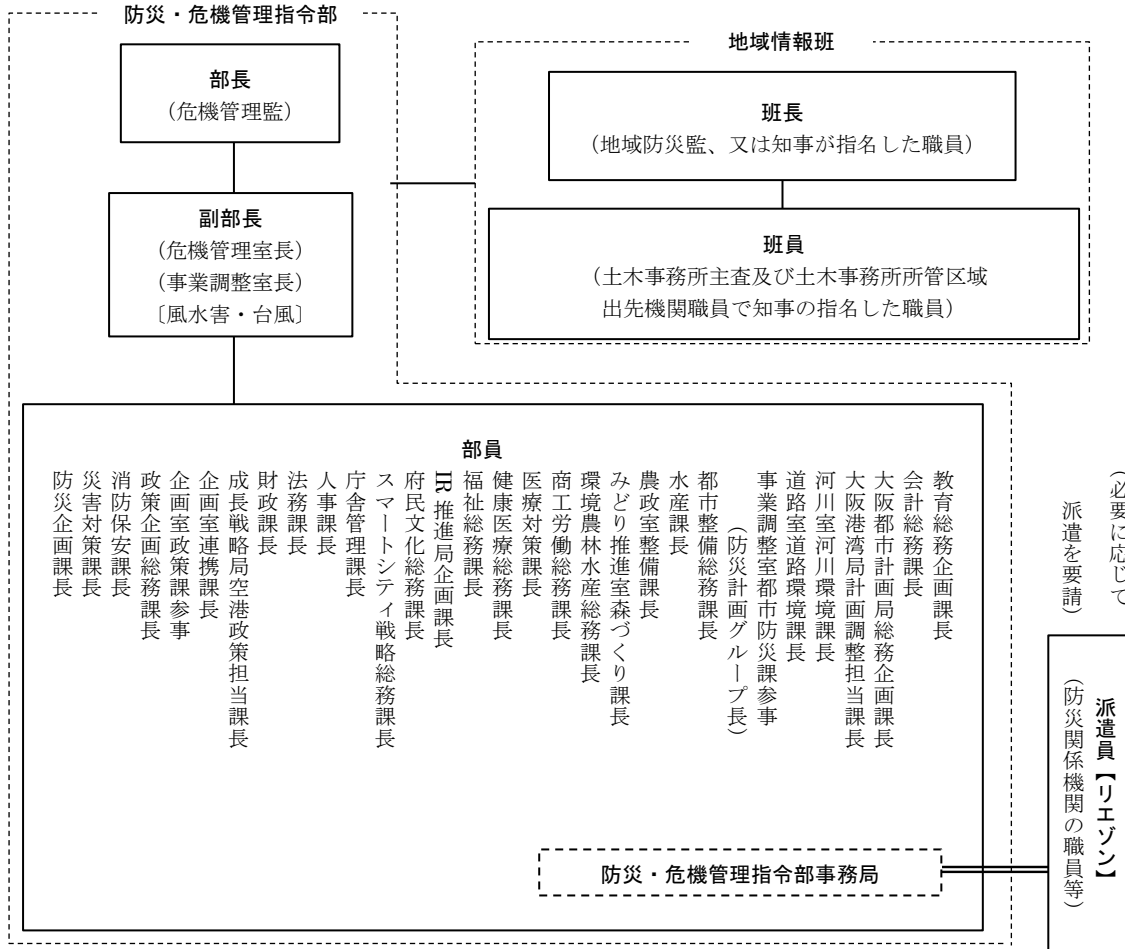 防災・危機管理指令部
部長
(危機管理監)
副部長
(危機管理室長)
(事業調整室長)
〔風水害・台風〕
地域情報班
班長
(地域防災監、又は知事が指名した職員)
班員
(土木事務所主査及び土木事務所所管区域
出先機関職員で知事の指名した職員)
部員
防災企画課長
災害対策課長
消防保安課長
政策企画総務課長
企画室政策課参事
企画室連携課長
成長戦略局空港政策担当課長
財政課長
法務課長
人事課長
庁舎管理課長
スマートシティ戦略総務課長
府民文化総務課長
IR推進局企画課長
福祉総務課長
健康医療総務課長
医療対策課長
商工労働総務課長
環境農林水産総務課長
みどり推進室森づくり課長
農政室整備課長
水産課長
都市整備総務課長
事業調整室都市防災課参事
(防災計画グループ長)
道路室道路環境課長
河川室河川環境課長
大阪港湾局計画調整担当課長
大阪都市計画局総務企画課長
会計総務課長
教育総務企画課長
防災・危機管理指令部事務局
(必要に応じて
派遣を要請)
派遣員【リエゾン】
(防災関係機関の職員等)